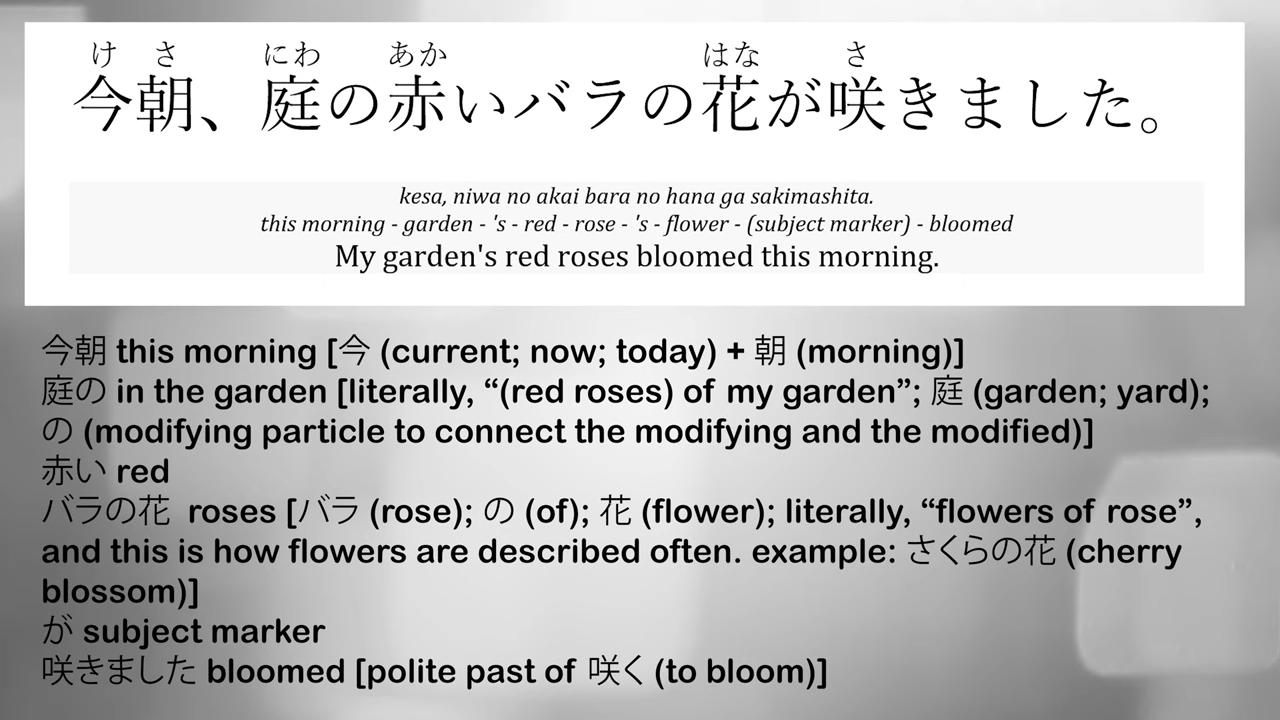 け さ にわ あか はな さ
今朝、庭の赤いバラの花が咲きました。
kesa, niwa no akai bara no hana ga sakimashita.
this morning - garden - 's - red - rose - 's - flower - (subject marker) - bloomed
My garden's red roses bloomed this morning.
今朝 this morning [今 (current; now; today) + 朝 (morning)]
庭の in the garden [literally, “(red roses) of my garden”; 庭 (garden; yard);
の (modifying particle to connect the modifying and the modified)]
赤い red
バラの花 roses [バラ (rose); の (of); 花 (flower); literally, “flowers of rose”,
and this is how flowers are described often. example: さくらの花 (cherry
blossom)]
が subject marker
咲きました bloomed [polite past of 咲く (to bloom)]